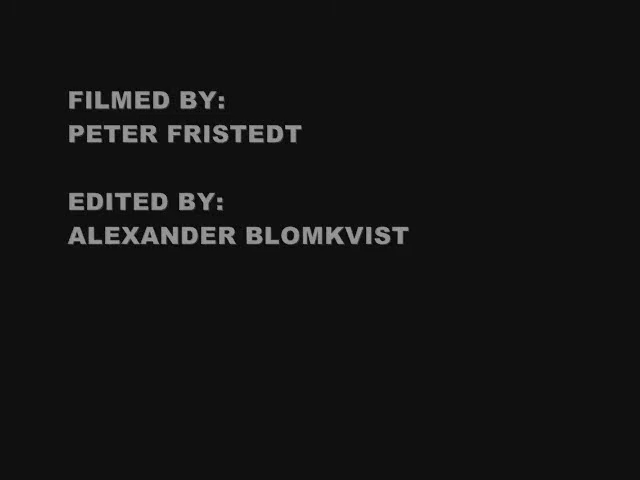 FILMED BY:
PETER FRISTEDT
EDITED BY:
ALEXANDER BLOMKVIST